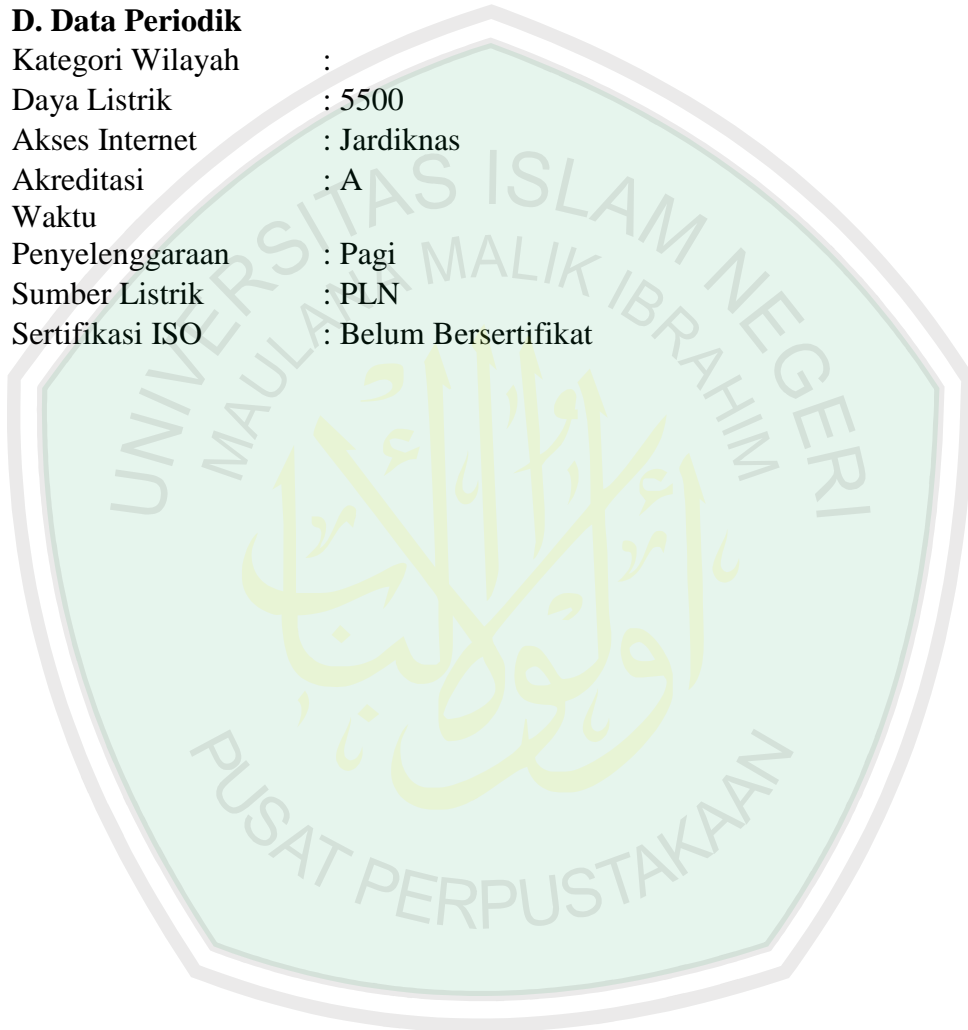 D. Data Periodik
Kategori Wilayah :
Daya Listrik : 5500
Akses Internet : Jardiknas
Akreditasi : A
Waktu
Penyelenggaraan : Pagi
Sumber Listrik : PLN
Sertifikasi ISO : Belum Bersertifikat
UNIVERSITAS ISLAM NEGERI
MAULANA MALIK IBRAHIM
PUSAT PERPUSTAKAAN